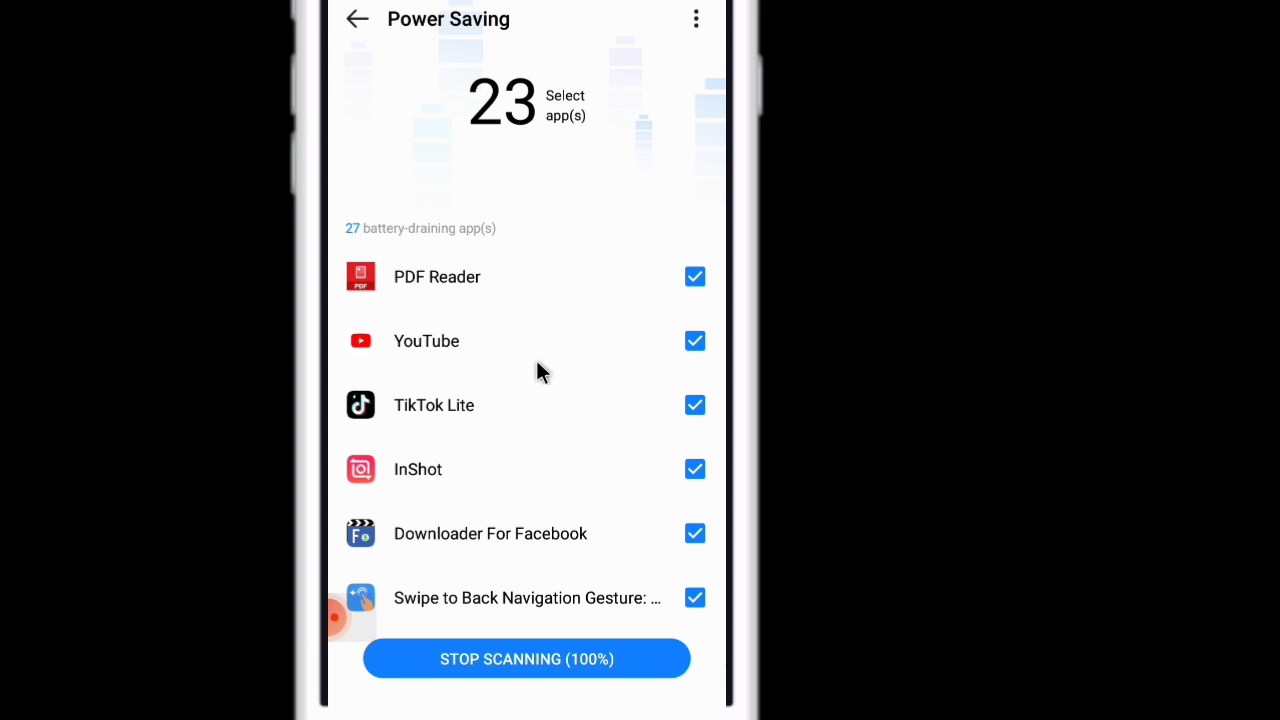 Power Saving
23 Select
app(s)
27 battery-draining app(s)
PDF Reader
PDF
YouTube
TikTok Lite
InShot
Downloader For Facebook
F
Swipe to Back Navigation Gesture: ...
STOP SCANNING (100%)